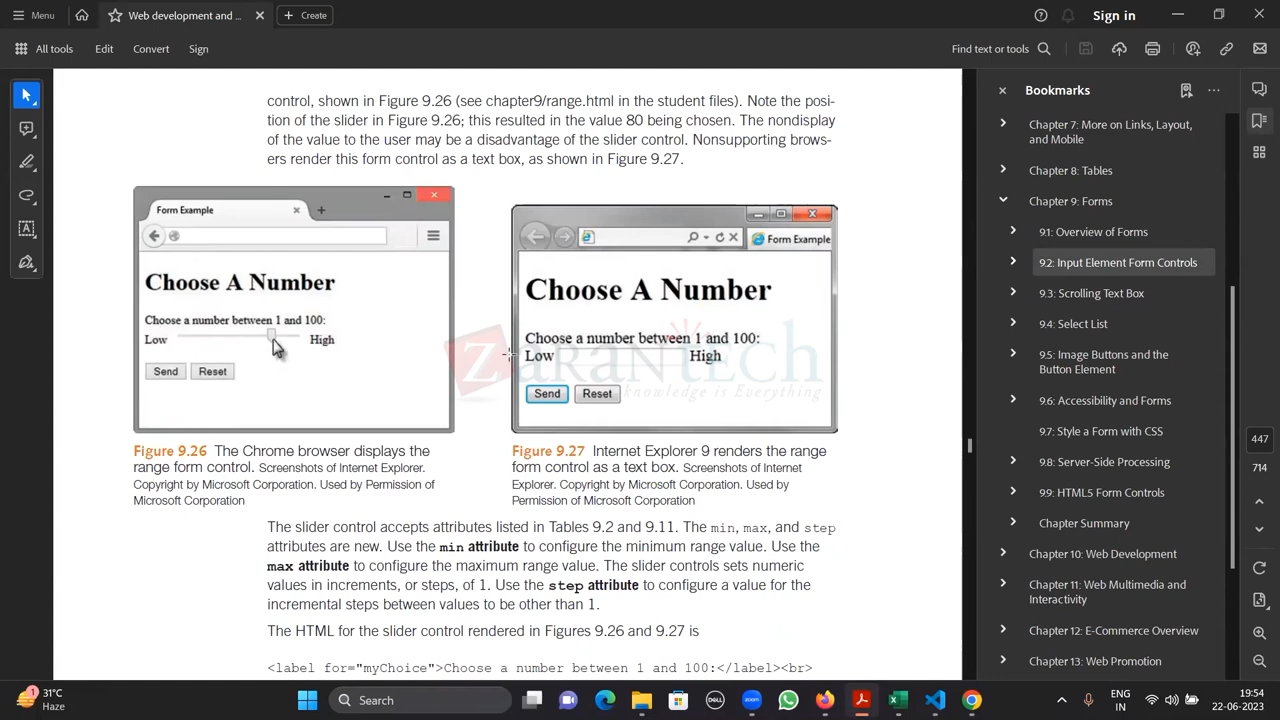 Menu
Web development and ...
Create
Sign in
All tools
Edit
Convert
Sign
Find text or tools
control, shown in Figure 9.26 (see chapter9/range.html in the student files). Note the posi-
tion of the slider in Figure 9.26; this resulted in the value 80 being chosen. The nondisplay
of the value to the user may be a disadvantage of the slider control. Nonsupporting brows-
ers render this form control as a text box, as shown in Figure 9.27.
Form Example
Choose A Number
Choose a number between 1 and 100:
Low
High
Send
Reset
Form Example
Choose A Number
Choose a number between 1 and 100:
Low
High
Send
Reset
ZARANTECH
knowledge is Everything
Figure 9.26 The Chrome browser displays the
range form control. Screenshots of Internet Explorer.
Copyright by Microsoft Corporation. Used by Permission of
Microsoft Corporation
Figure 9.27 Internet Explorer 9 renders the range
form control as a text box. Screenshots of Internet
Explorer. Copyright by Microsoft Corporation. Used by
Permission of Microsoft Corporation
The slider control accepts attributes listed in Tables 9.2 and 9.11. The min, max, and step
attributes are new. Use the min attribute to configure the minimum range value. Use the
max attribute to configure the maximum range value. The slider controls sets numeric
values in increments, or steps, of 1. Use the step attribute to configure a value for the
incremental steps between values to be other than 1.
The HTML for the slider control rendered in Figures 9.26 and 9.27 is
<label for="myChoice">Choose a number between 1 and 100:</label><br>
Bookmarks
Chapter 7: More on Links, Layout,
and Mobile
Chapter 8: Tables
Chapter 9: Forms
9.1: Overview of Forms
9.2: Input Element Form Controls
9.3: Scrolling Text Box
9.4: Select List
9.5: Image Buttons and the
Button Element
9.6: Accessibility and Forms
9.7: Style a Form with CSS
9.8: Server-Side Processing
9.9: HTML5 Form Controls
Chapter Summary
Chapter 10: Web Development
Chapter 11: Web Multimedia and
Interactivity
Chapter 12: E-Commerce Overview
Chapter 13: Web Promotion
447
714
1
31°C
Haze
Search
DELL
zoom
ENG
IN
19:54
22-06-2023